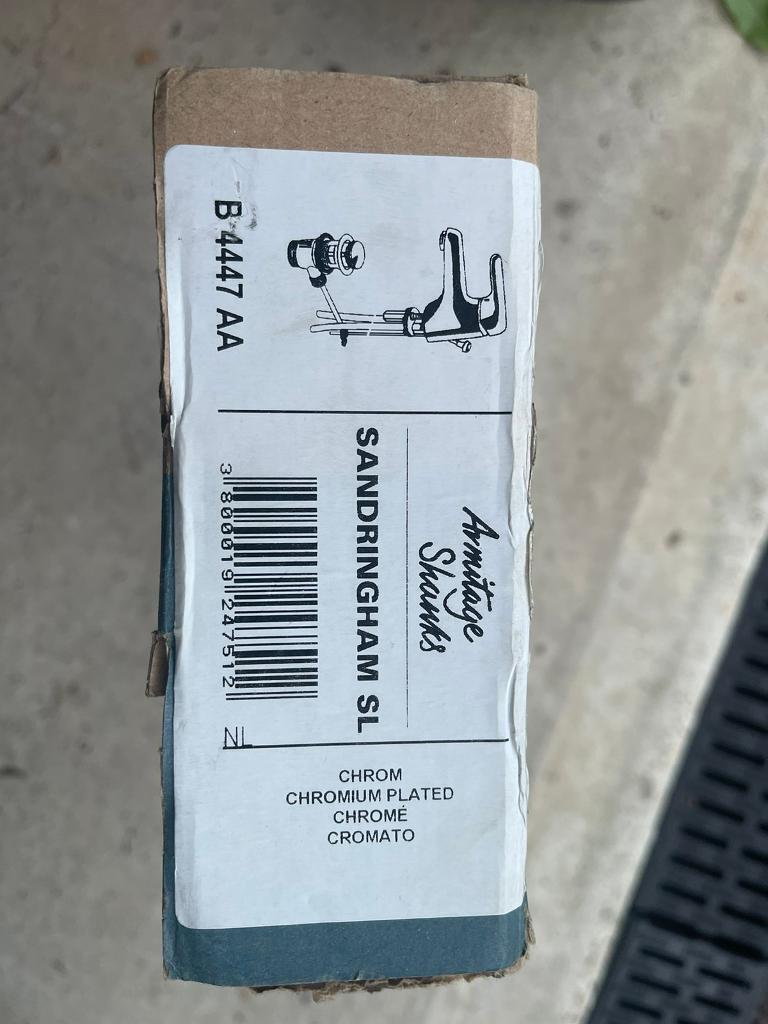 B 4447 AA
Armitage
Shanks
SANDRINGHAM SL
3 800019 247512
NL
CHROM
CHROMIUM PLATED
CHROMÉ
CROMATO